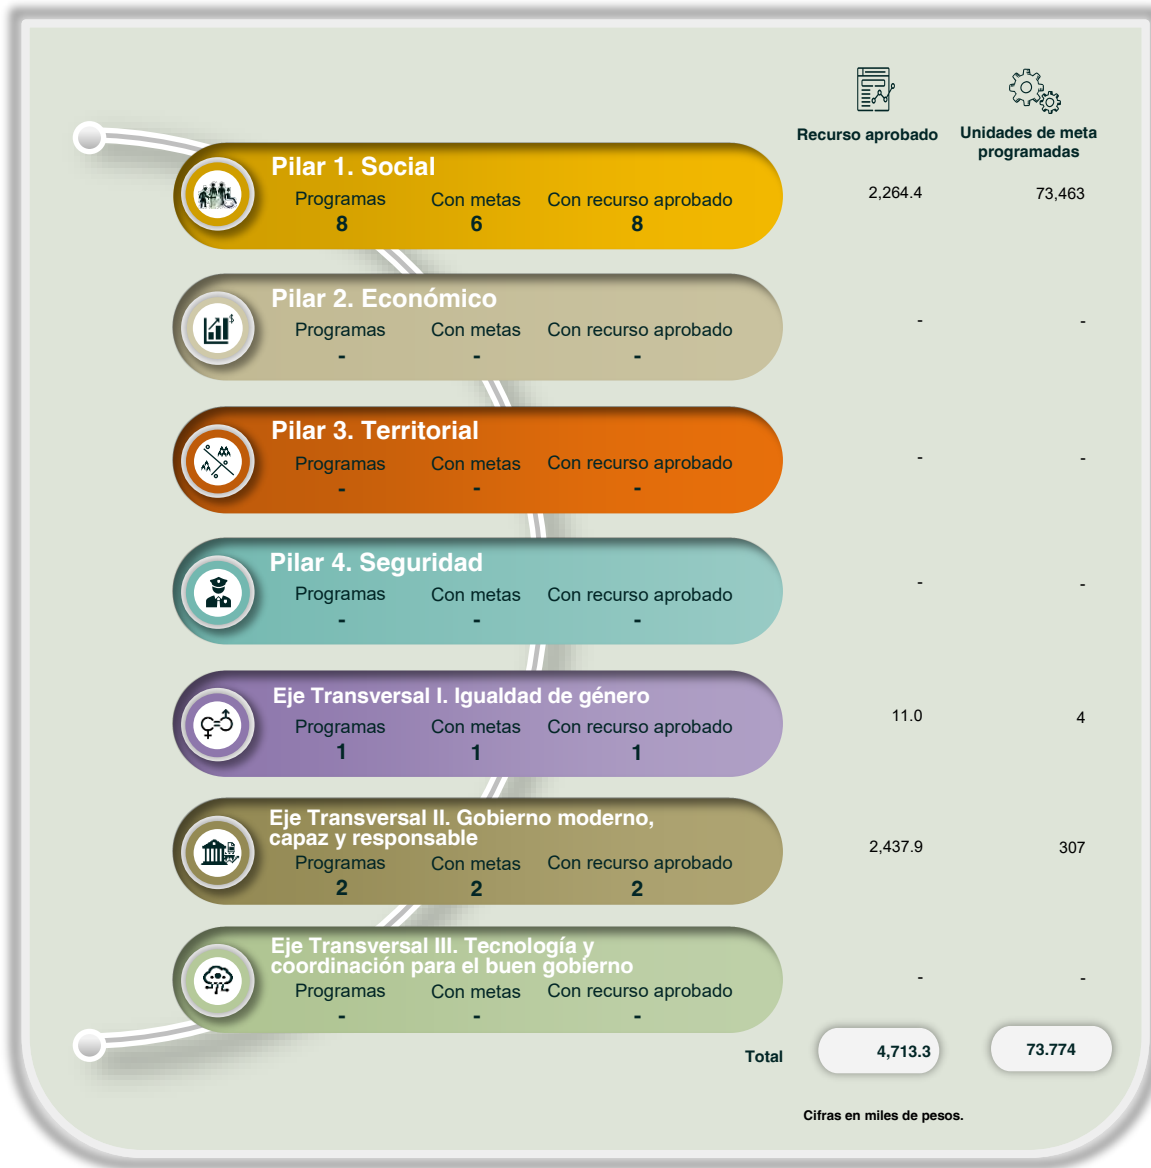 Recurso aprobado
Unidades de meta
programadas
Pilar 1. Social
Programas Con metas Con recurso aprobado
8 6 8
2,264.4 73,463
Pilar 2. Económico
Programas Con metas Con recurso aprobado
- - -
- -
Pilar 3. Territorial
Programas Con metas Con recurso aprobado
- - -
- -
Pilar 4. Seguridad
Programas Con metas Con recurso aprobado
- - -
- -
Eje Transversal I. Igualdad de género
Programas Con metas Con recurso aprobado
1 1 1
11.0 4
Eje Transversal II. Gobierno moderno,
capaz y responsable
Programas Con metas Con recurso aprobado
2 2 2
2,437.9 307
Eje Transversal III. Tecnología y
coordinación para el buen gobierno
Programas Con metas Con recurso aprobado
- - -
- -
Total 4,713.3 73.774
Cifras en miles de pesos.